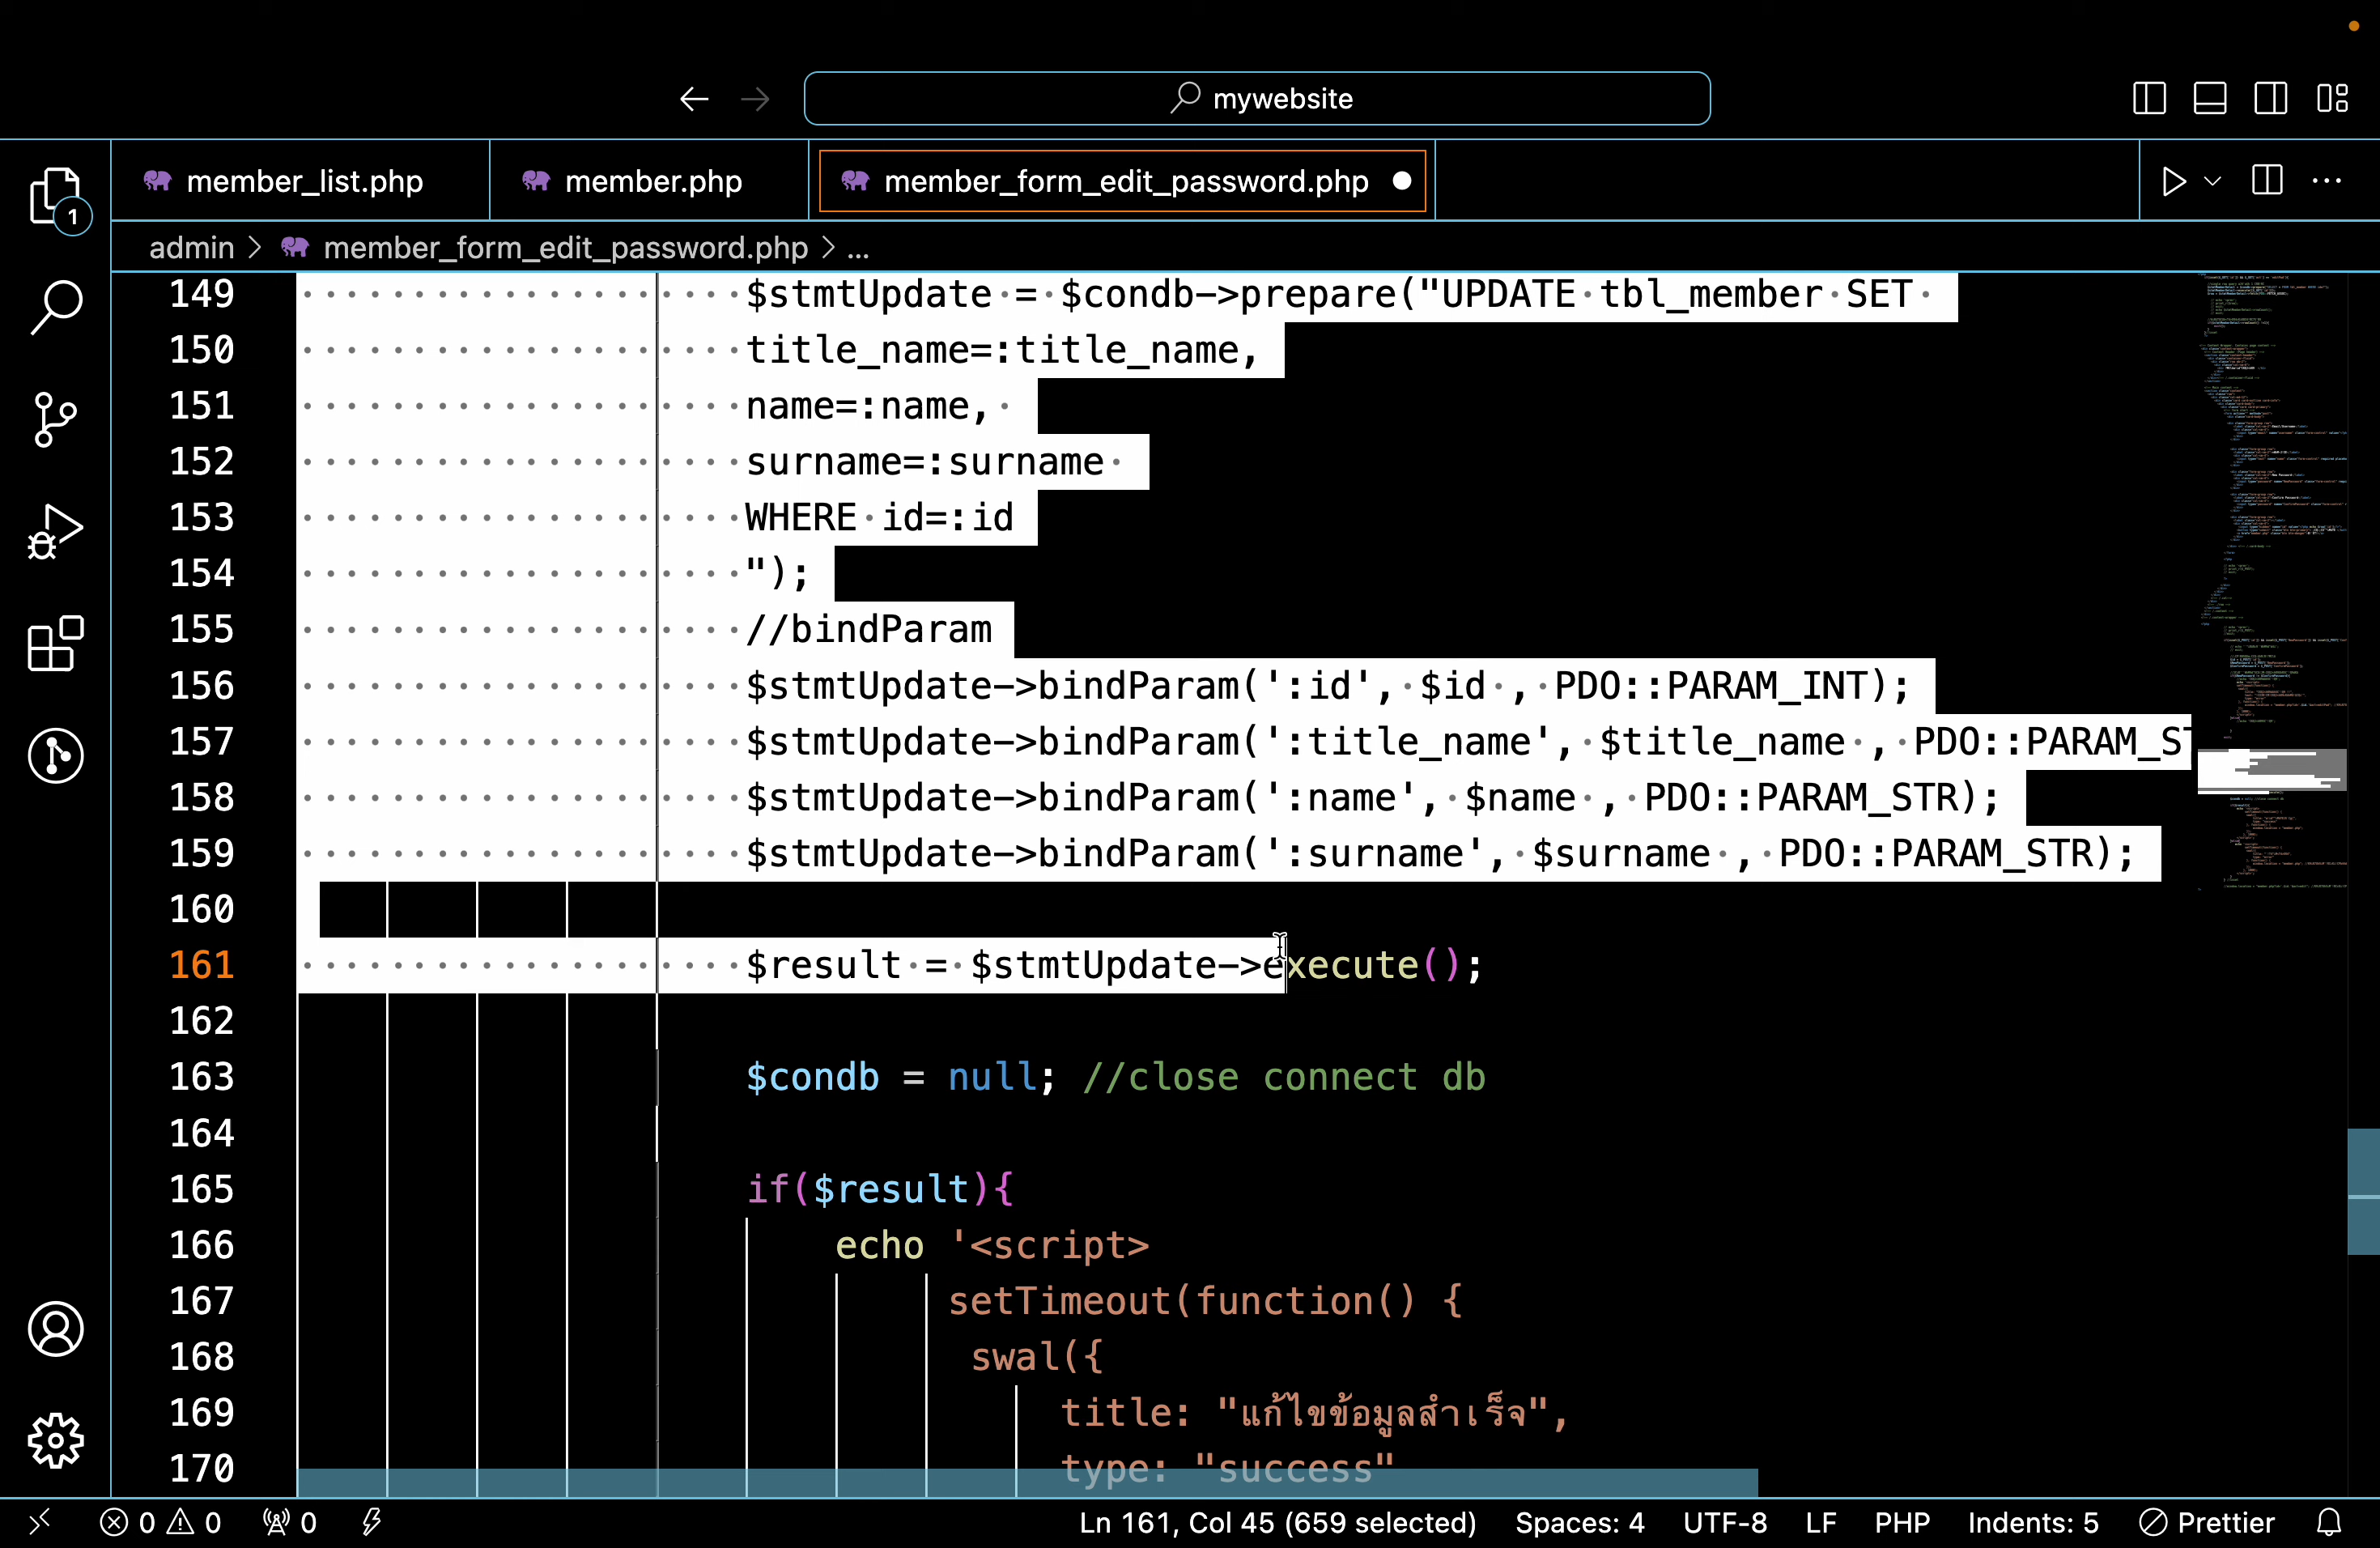 mywebsite
member_list.php
member.php
member_form_edit_password.php
admin > member_form_edit_password.php > ...
1
149 $stmtUpdate = $condb->prepare("UPDATE tbl_member SET
150 title_name=:title_name,
151 name=:name,
152 surname=:surname
153 WHERE id=:id
154 ");
155 //bindParam
156 $stmtUpdate->bindParam(':id', $id , PDO::PARAM_INT);
157 $stmtUpdate->bindParam(':title_name', $title_name , PDO::PARAM_ST
158 $stmtUpdate->bindParam(':name', $name , PDO::PARAM_STR);
159 $stmtUpdate->bindParam(':surname', $surname , PDO::PARAM_STR);
160
161 $result = $stmtUpdate->execute();
162
163 $condb = null; //close connect db
164
165 if($result){
166 echo '<script>
167 setTimeout(function() {
168 swal({
169 title: "แก้ไขข้อมูลสำเร็จ",
170 type: "success"
0 0 0 Ln 161, Col 45 (659 selected) Spaces: 4 UTF-8 LF PHP Indents: 5 Prettier